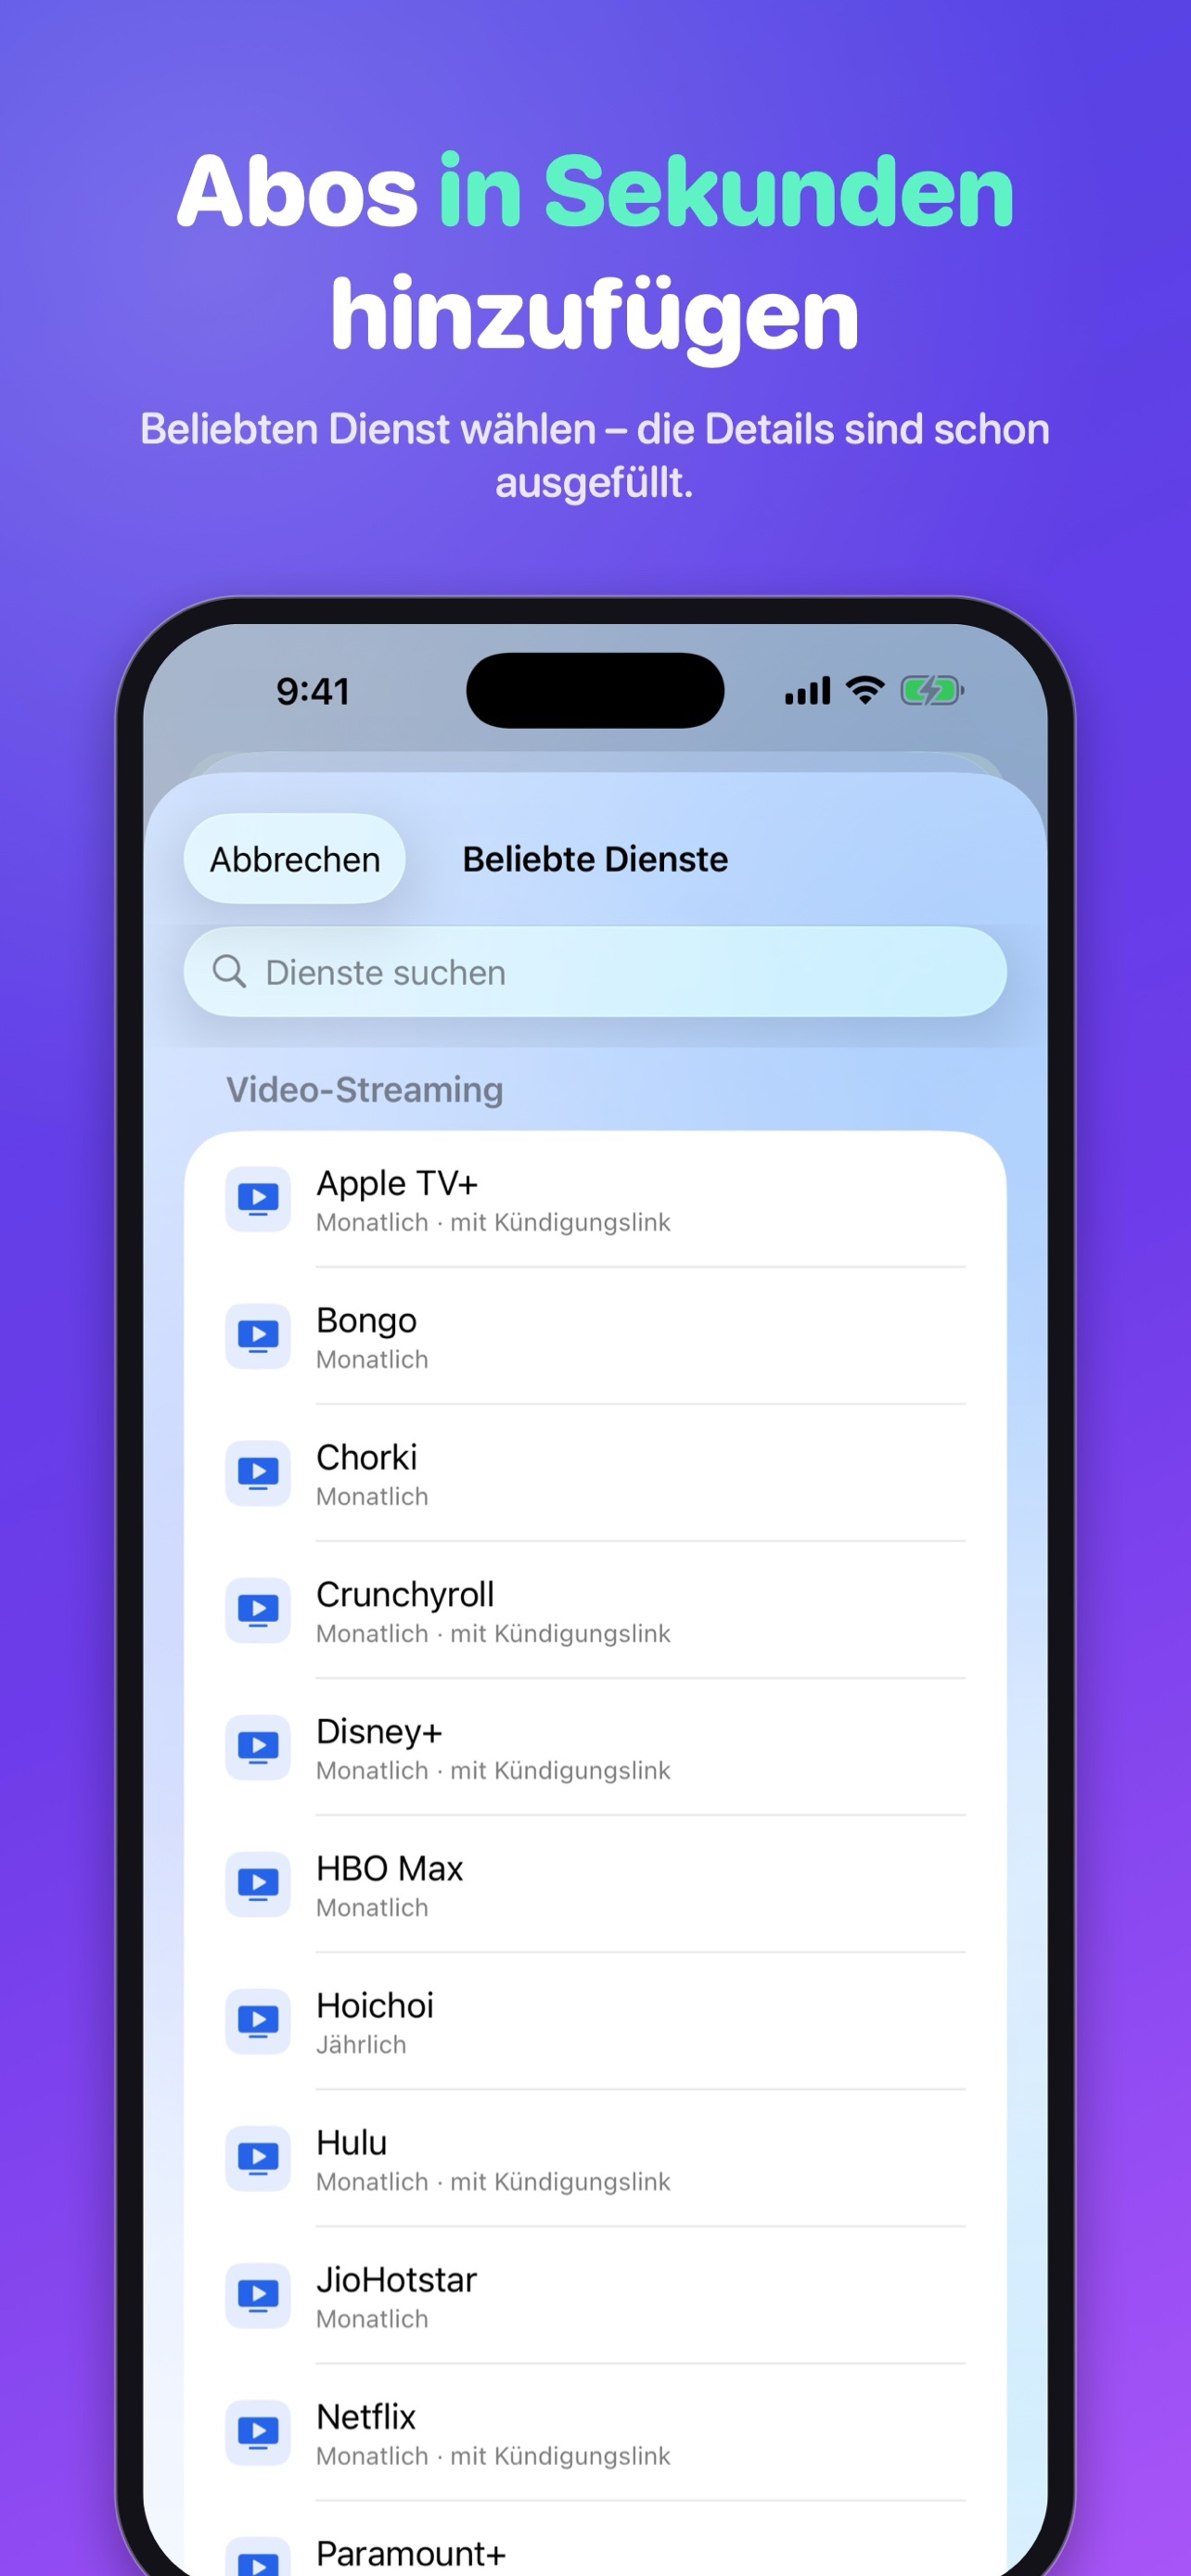 Abos in Sekunden
hinzufügen
Beliebten Dienst wählen – die Details sind schon
ausgefüllt.
9:41
Abbrechen
Beliebte Dienste
Dienste suchen
Video-Streaming
Apple TV+
Monatlich · mit Kündigungslink
Bongo
Monatlich
Chorki
Monatlich
Crunchyroll
Monatlich · mit Kündigungslink
Disney+
Monatlich · mit Kündigungslink
HBO Max
Monatlich
Hoichoi
Jährlich
Hulu
Monatlich · mit Kündigungslink
JioHotstar
Monatlich
Netflix
Monatlich · mit Kündigungslink
Paramount+